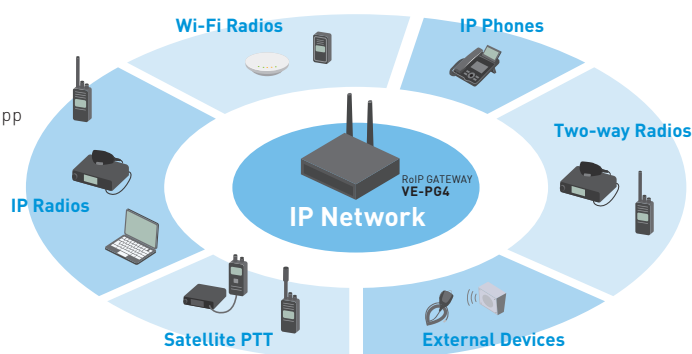 Wi-Fi Radios
IP Phones
pp
Two-way Radios
RoIP GATEWAY
VE-PG4
IP Radios
IP Network
Satellite PTT
External Devices